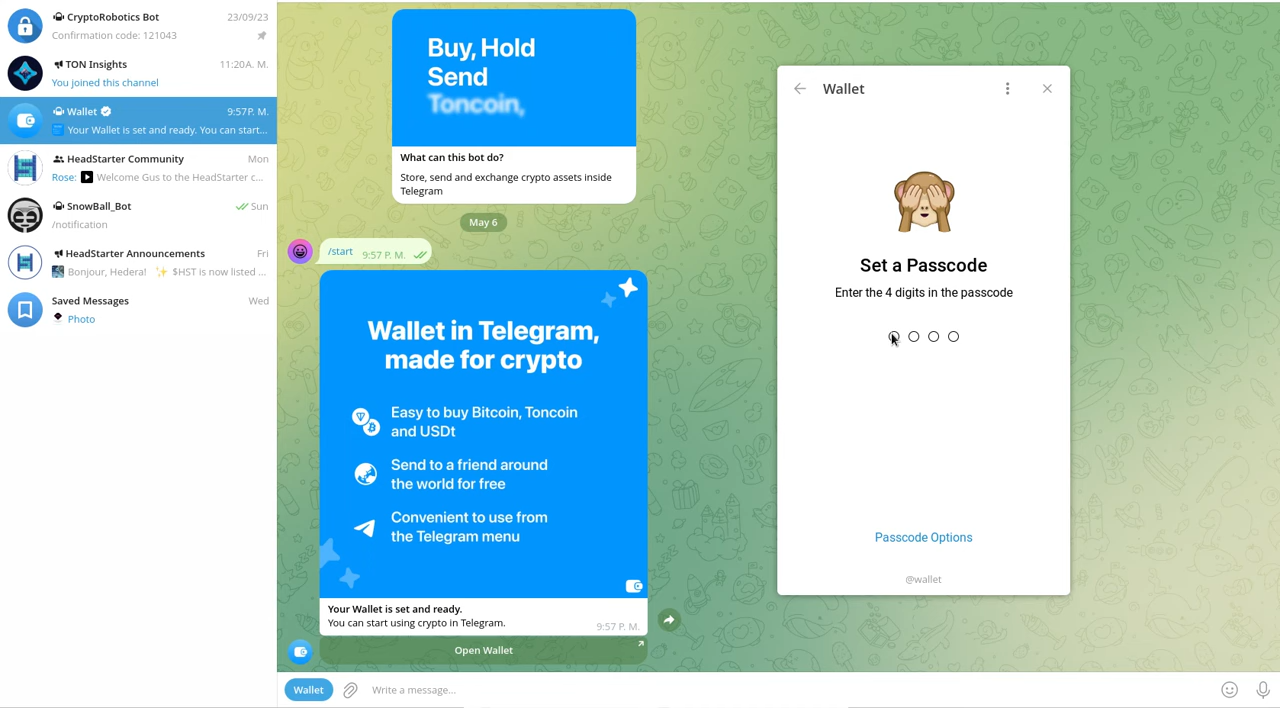 CryptoRobotics Bot 23/09/23
Confirmation code: 121043
TON Insights 11:20 A. M.
You joined this channel
Wallet 9:57 P. M.
Your Wallet is set and ready. You can start...
HeadStarter Community Mon
Rose: Welcome Gus to the HeadStarter c...
SnowBall_Bot Sun
/notification
HeadStarter Announcements Fri
Bonjour, Hedera! ✨ $HST is now listed ...
Saved Messages Wed
Photo
Buy, Hold
Send
Toncoin,
What can this bot do?
Store, send and exchange crypto assets inside
Telegram
May 6
/start 9:57 P. M.
Wallet in Telegram,
made for crypto
Easy to buy Bitcoin, Toncoin
and USDt
Send to a friend around
the world for free
Convenient to use from
the Telegram menu
Your Wallet is set and ready.
You can start using crypto in Telegram.
9:57 P. M.
Open Wallet
Wallet Write a message...
Wallet
Set a Passcode
Enter the 4 digits in the passcode
Passcode Options
@wallet